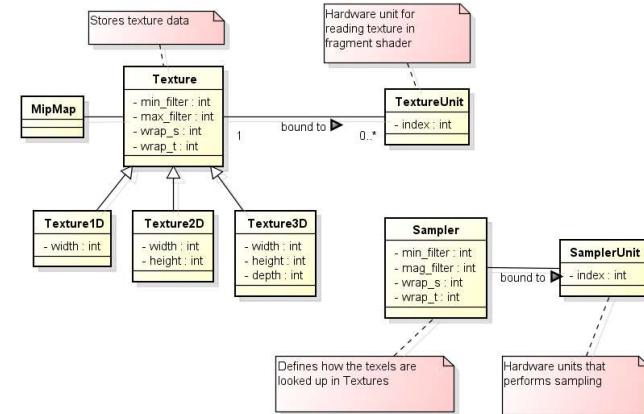 Stores texture data
Hardware unit for
reading texture in
fragment shader
Texture
- min_filter : int
- max_filter : int
- wrap_s : int
- wrap_t : int
MipMap
TextureUnit
- index : int
1
bound to
0..*
Texture1D
- width : int
Texture2D
- width : int
- height : int
Texture3D
- width : int
- height : int
- depth : int
Sampler
- min_filter : int
- mag_filter : int
- wrap_s : int
- wrap_t : int
bound to
SamplerUnit
- index : int
Defines how the texels are
looked up in Textures
Hardware units that
performs sampling